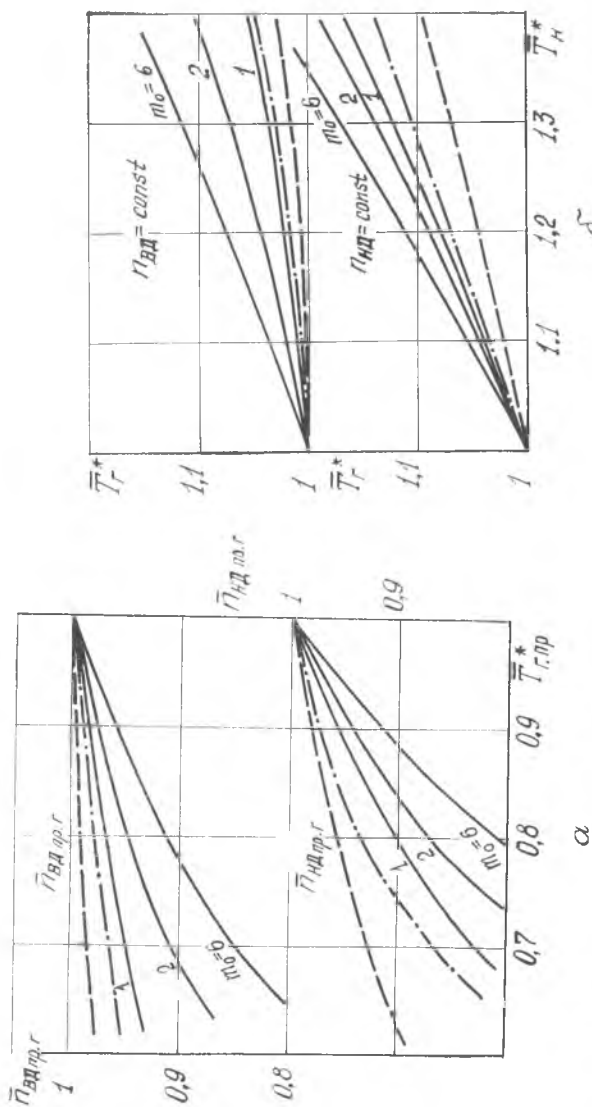 n̄ВД пр.г
1
0,9
0,8
n̄ВД пр.г
1
2
m₀=6
n̄НД пр.г
1
0,9
n̄НД пр.г
1
2
m₀=6
0,7
0,8
0,9
T̄*г.пр
а
T̄*г
1,1
1
nВД=const
m₀=6
2
1
T̄*г
1,1
1
nНД=const
m₀=6
2
1
1,1
1,2
1,3
T̄*н
б